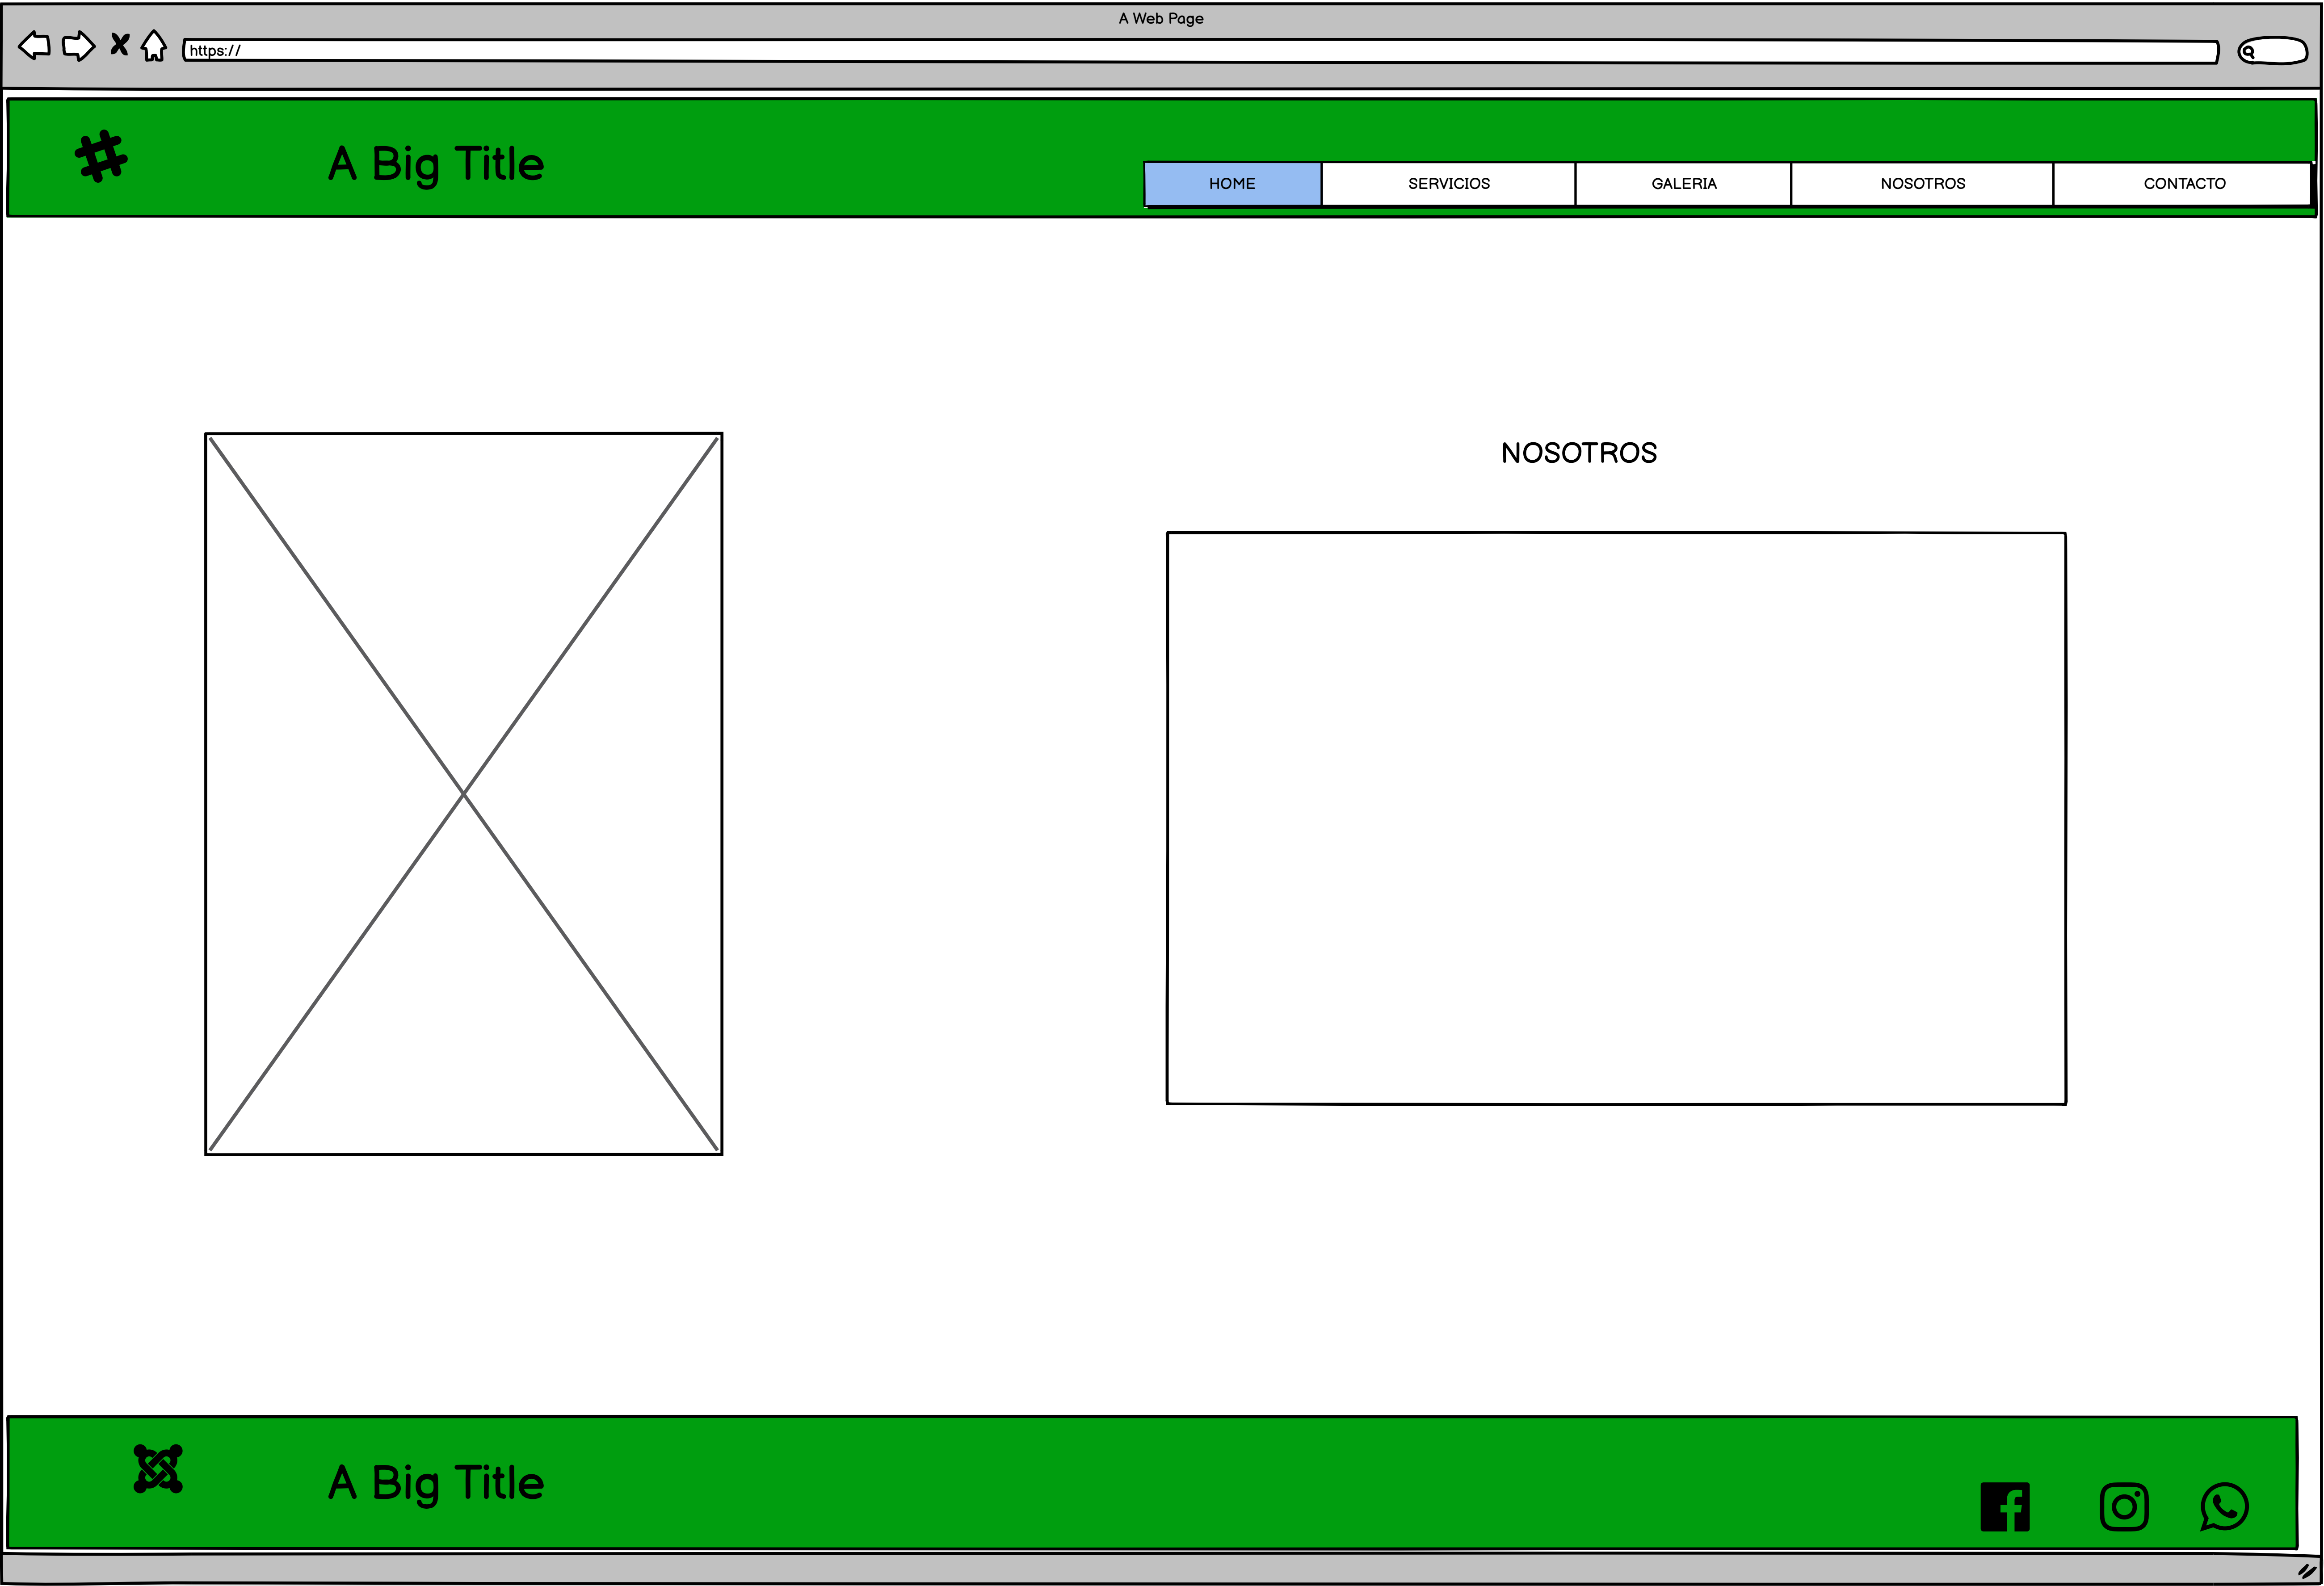 A Web Page
https://
A Big Title
HOME SERVICIOS GALERIA NOSOTROS CONTACTO
NOSOTROS
A Big Title